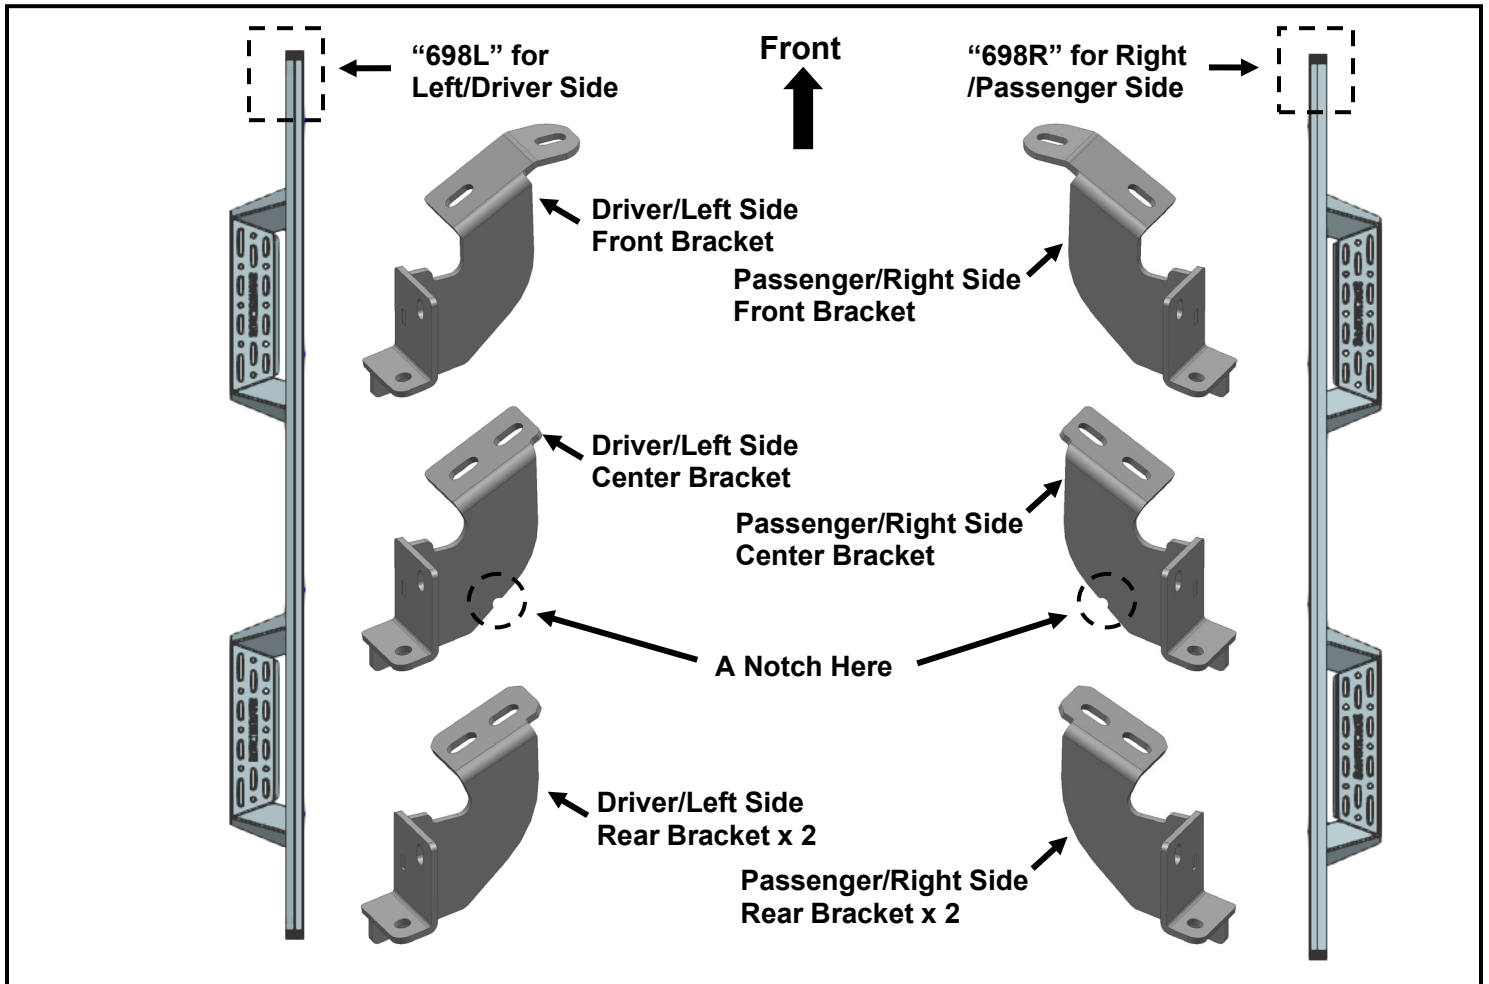 “698L” for
Left/Driver Side
Front
“698R” for Right
/Passenger Side
Driver/Left Side
Front Bracket
Passenger/Right Side
Front Bracket
Driver/Left Side
Center Bracket
Passenger/Right Side
Center Bracket
A Notch Here
Driver/Left Side
Rear Bracket x 2
Passenger/Right Side
Rear Bracket x 2